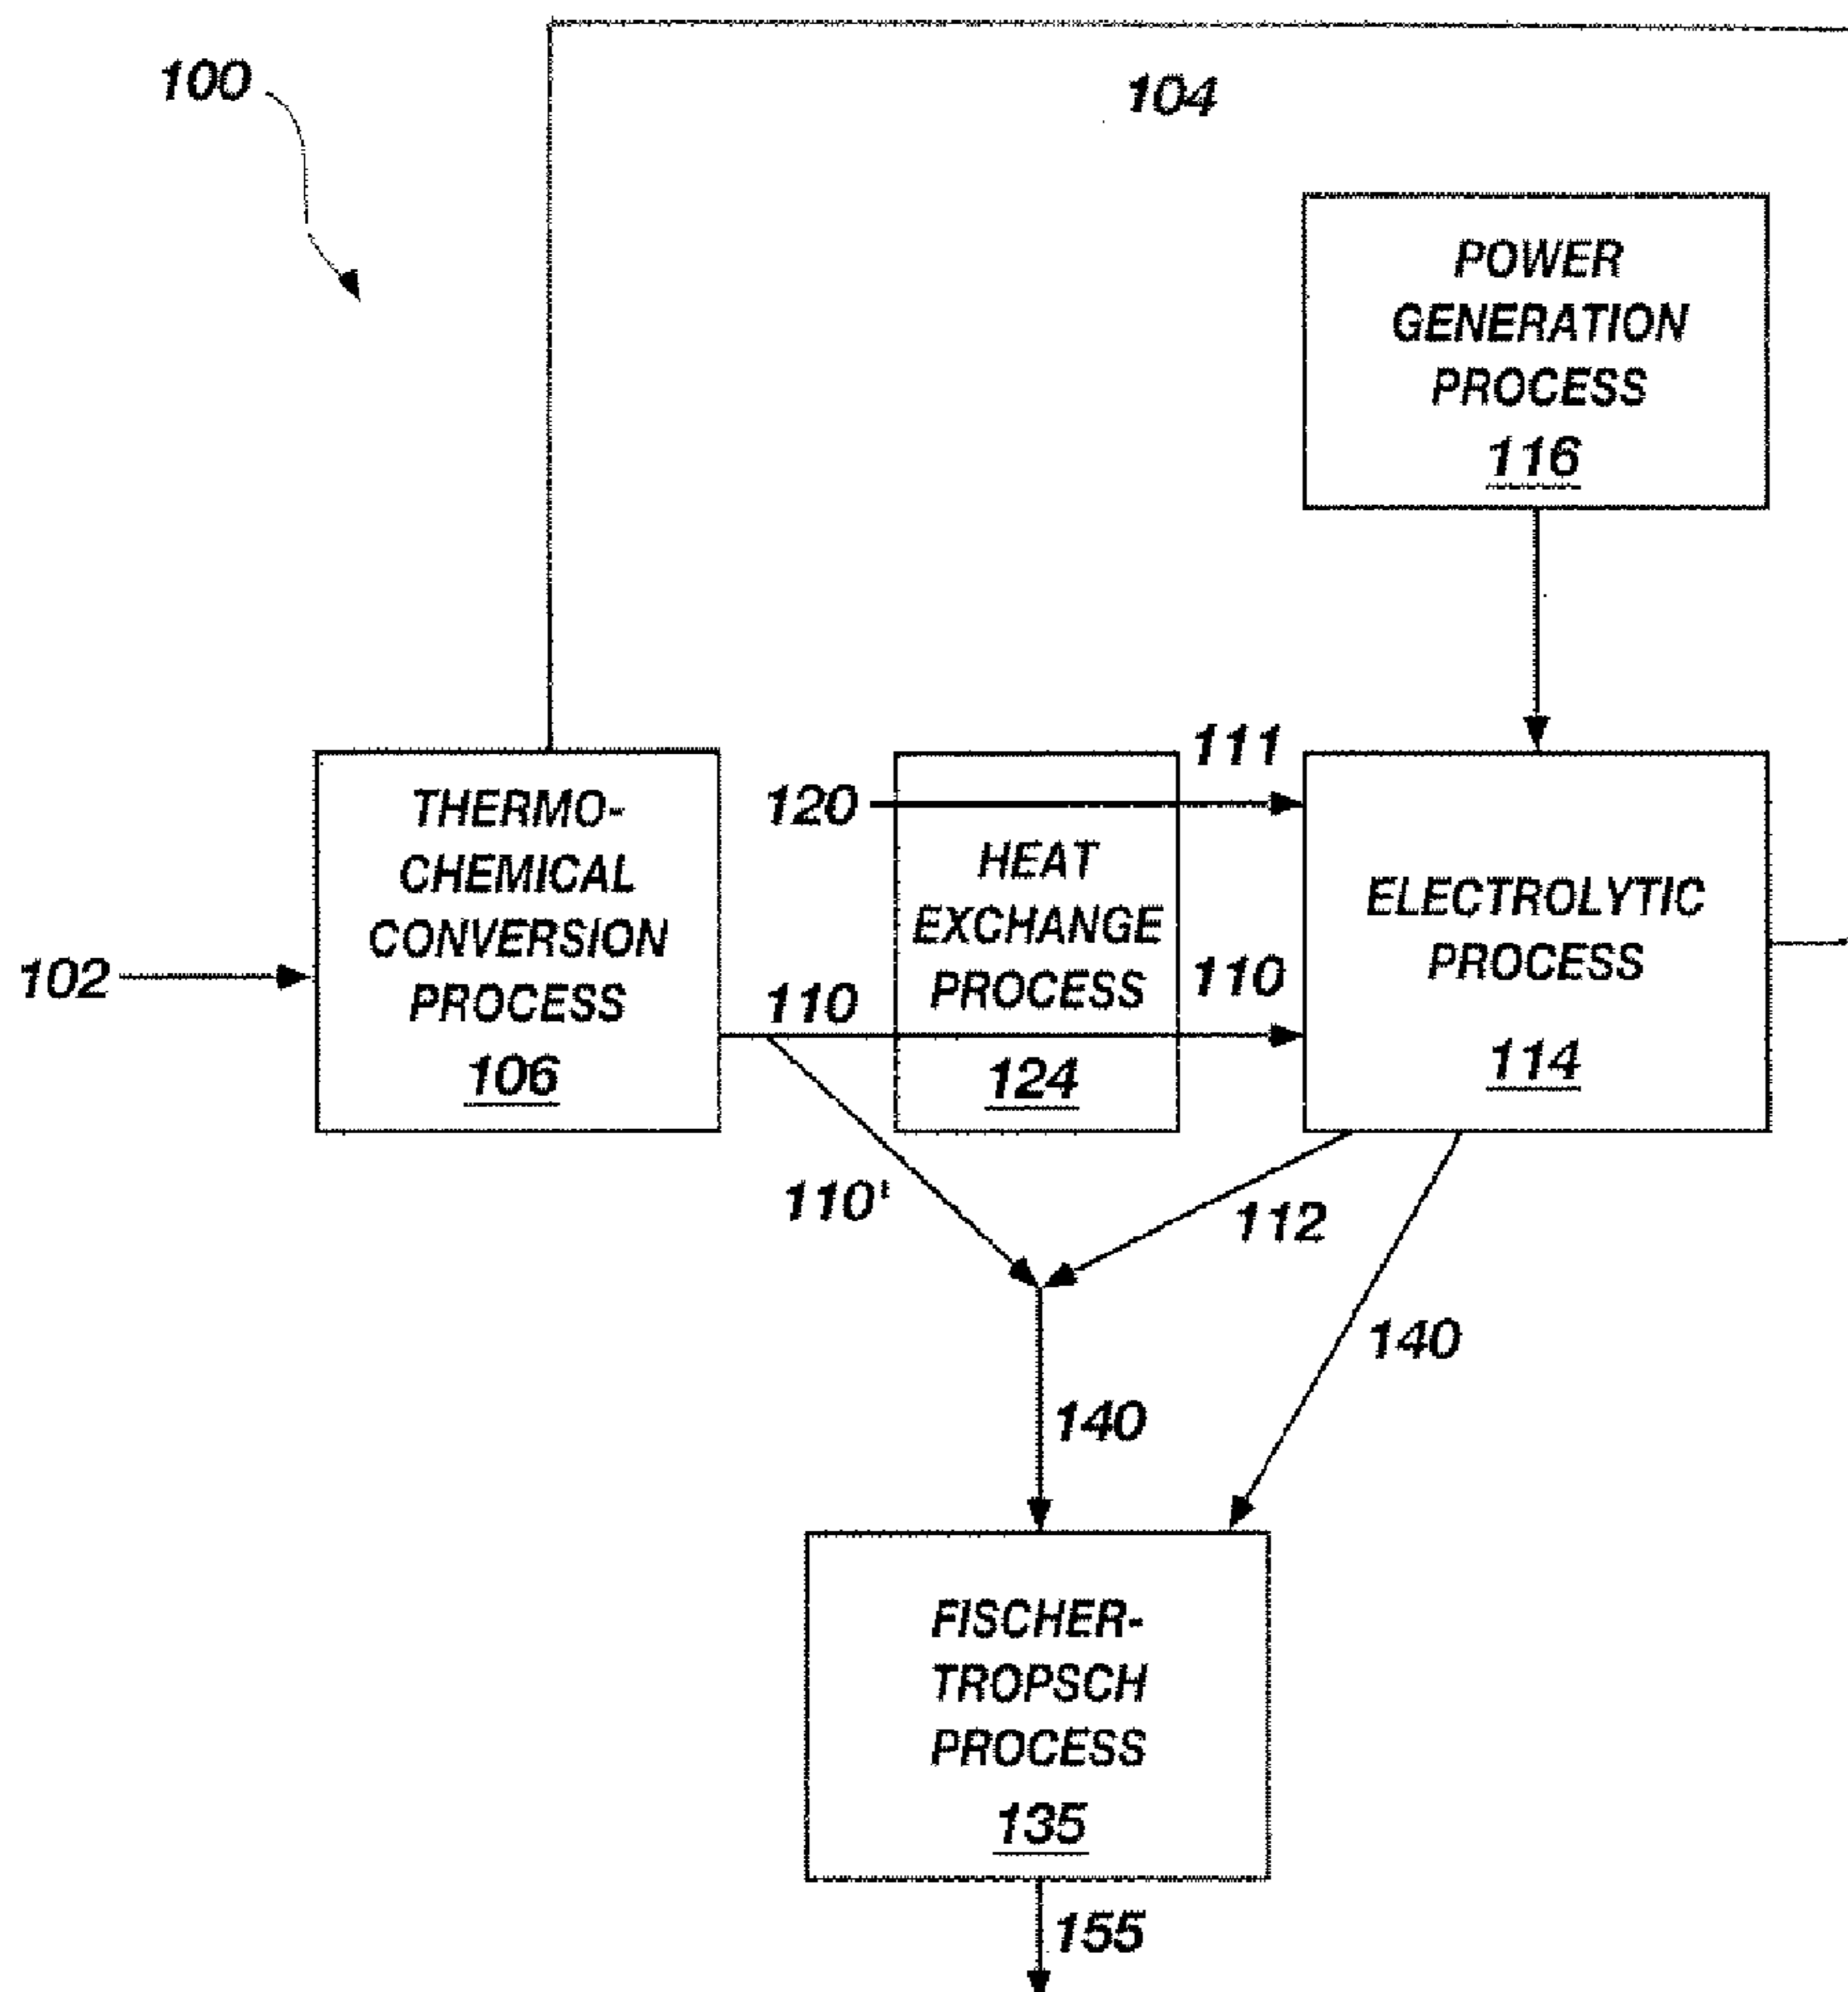 100
104
POWER
GENERATION
PROCESS
116
THERMO-
CHEMICAL
CONVERSION
PROCESS
106
102
120
111
HEAT
EXCHANGE
PROCESS
124
110
110
ELECTROLYTIC
PROCESS
114
110'
112
140
140
FISCHER-
TROPSCH
PROCESS
135
155